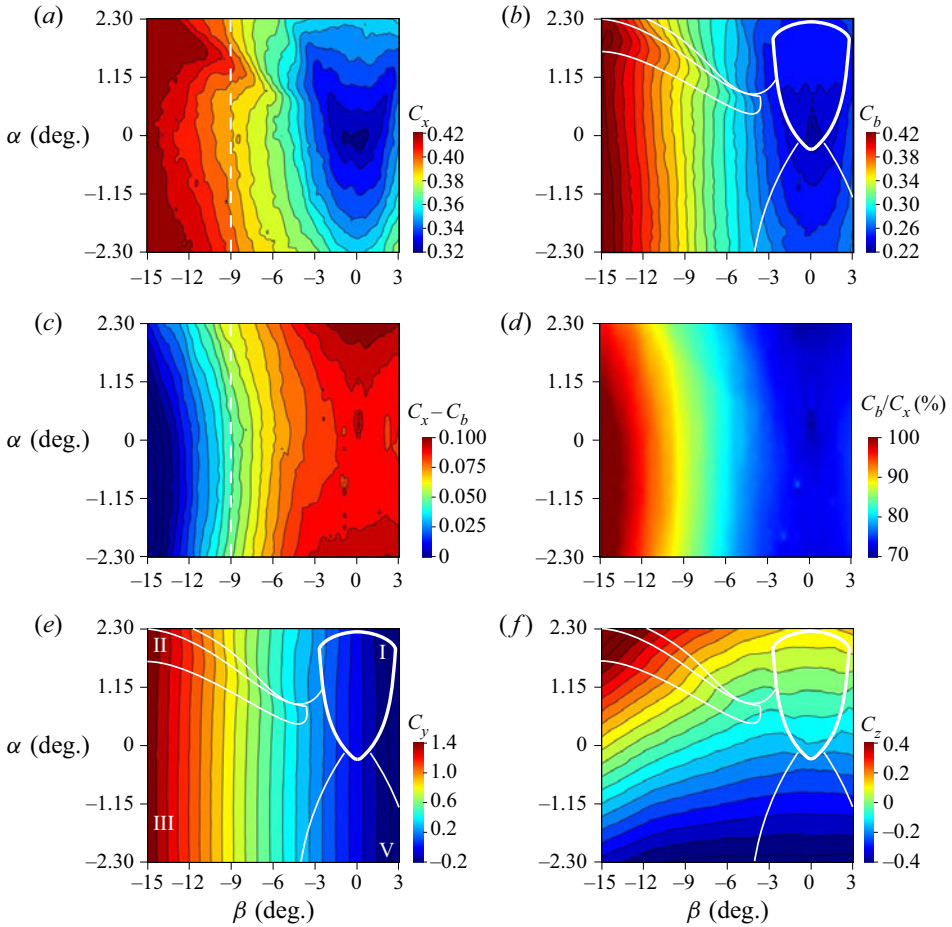 (a)
2.30
1.15
0
−1.15
−2.30
α (deg.)
−15 −12 −9 −6 −3 0 3
C_x
0.42
0.40
0.38
0.36
0.34
0.32
(b)
2.30
1.15
0
−1.15
−2.30
−15 −12 −9 −6 −3 0 3
C_b
0.42
0.38
0.34
0.30
0.26
0.22
(c)
2.30
1.15
0
−1.15
−2.30
α (deg.)
−15 −12 −9 −6 −3 0 3
C_x−C_b
0.100
0.075
0.050
0.025
0
(d)
2.30
1.15
0
−1.15
−2.30
−15 −12 −9 −6 −3 0 3
C_b/C_x (%)
100
90
80
70
(e)
2.30
1.15
0
−1.15
−2.30
α (deg.)
II
I
III
V
−15 −12 −9 −6 −3 0 3
β (deg.)
C_y
1.4
1.0
0.6
0.2
−0.2
(f)
2.30
1.15
0
−1.15
−2.30
−15 −12 −9 −6 −3 0 3
β (deg.)
C_z
0.4
0.2
0
−0.2
−0.4